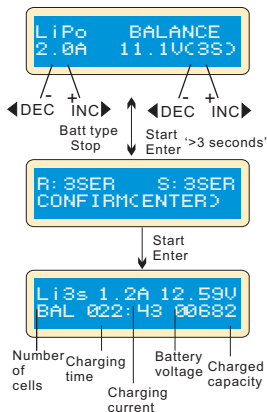 LiPo BALANCE
2.0A 11.1V(3S)
- + - +
◀DEC INC▶ ◀DEC INC▶
Batt type
Stop
Start
Enter '>3 seconds'
R: 3SER S: 3SER
CONFIRM(ENTER)
Start
Enter
Li3s 1.2A 12.59V
BAL 022:43 00682
Number
of
cells
Charging
time
Charging
current
Battery
voltage
Charged
capacity